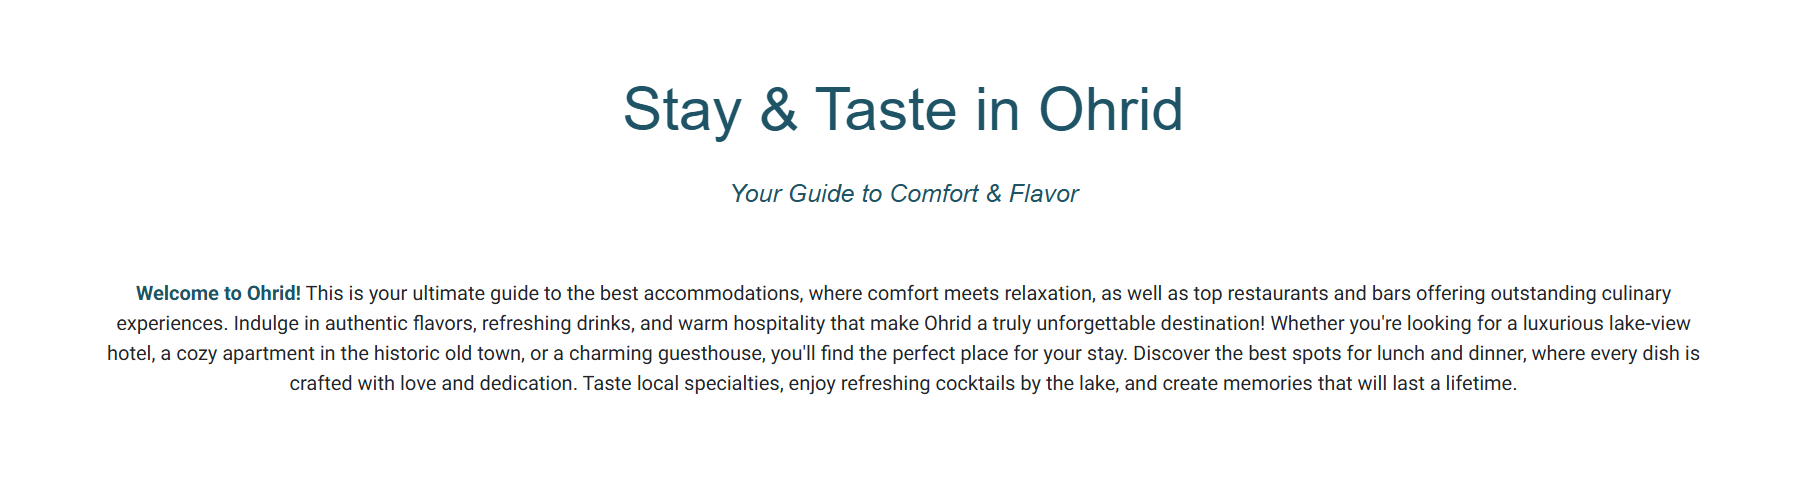 Stay & Taste in Ohrid
Your Guide to Comfort & Flavor
Welcome to Ohrid! This is your ultimate guide to the best accommodations, where comfort meets relaxation, as well as top restaurants and bars offering outstanding culinary
experiences. Indulge in authentic flavors, refreshing drinks, and warm hospitality that make Ohrid a truly unforgettable destination! Whether you're looking for a luxurious lake-view
hotel, a cozy apartment in the historic old town, or a charming guesthouse, you'll find the perfect place for your stay. Discover the best spots for lunch and dinner, where every dish is
crafted with love and dedication. Taste local specialties, enjoy refreshing cocktails by the lake, and create memories that will last a lifetime.